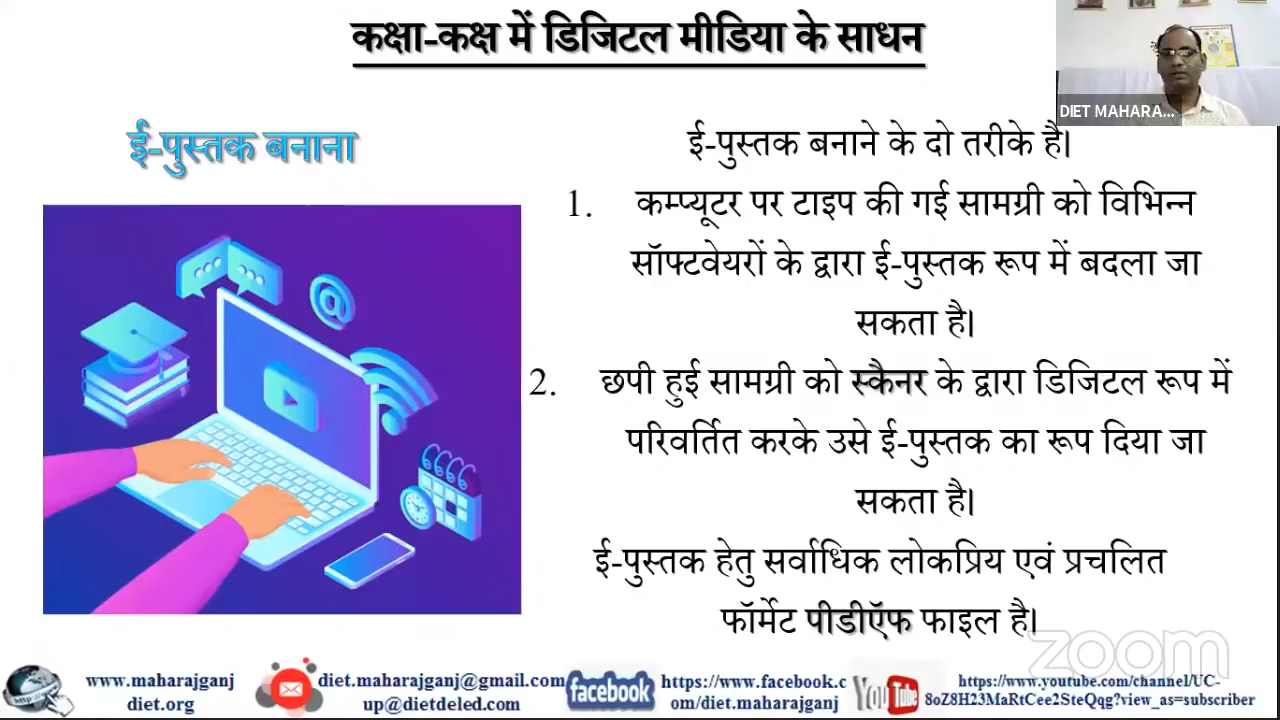 कक्षा-कक्ष में डिजिटल मीडिया के साधन
DIET MAHARA...
ई-पुस्तक बनाना
ई-पुस्तक बनाने के दो तरीके है।
1. कम्प्यूटर पर टाइप की गई सामग्री को विभिन्न
सॉफ्टवेयरों के द्वारा ई-पुस्तक रूप में बदला जा
सकता है।
2. छपी हुई सामग्री को स्कैनर के द्वारा डिजिटल रूप में
परिवर्तित करके उसे ई-पुस्तक का रूप दिया जा
सकता है।
ई-पुस्तक हेतु सर्वाधिक लोकप्रिय एवं प्रचलित
फॉर्मेट पीडीऍफ फाइल है।
zoom
http://
www.maharajganj
diet.org
diet.maharajganj@gmail.com
up@dietdeled.com
facebook
https://www.facebook.c
om/diet.maharajganj
YouTube
https://www.youtube.com/channel/UC-
8oZ8H23MaRtCee2SteQqg?view_as=subscriber